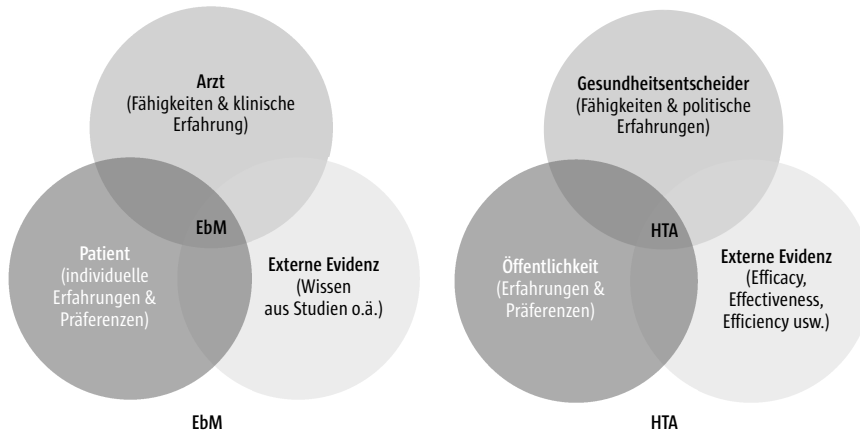 Arzt
(Fähigkeiten & klinische
Erfahrung)
EbM
Patient
(individuelle
Erfahrungen &
Präferenzen)
Externe Evidenz
(Wissen
aus Studien o.ä.)
EbM
Gesundheitsentscheider
(Fähigkeiten & politische
Erfahrungen)
HTA
Öffentlichkeit
(Erfahrungen &
Präferenzen)
Externe Evidenz
(Efficacy,
Effectiveness,
Efficiency usw.)
HTA